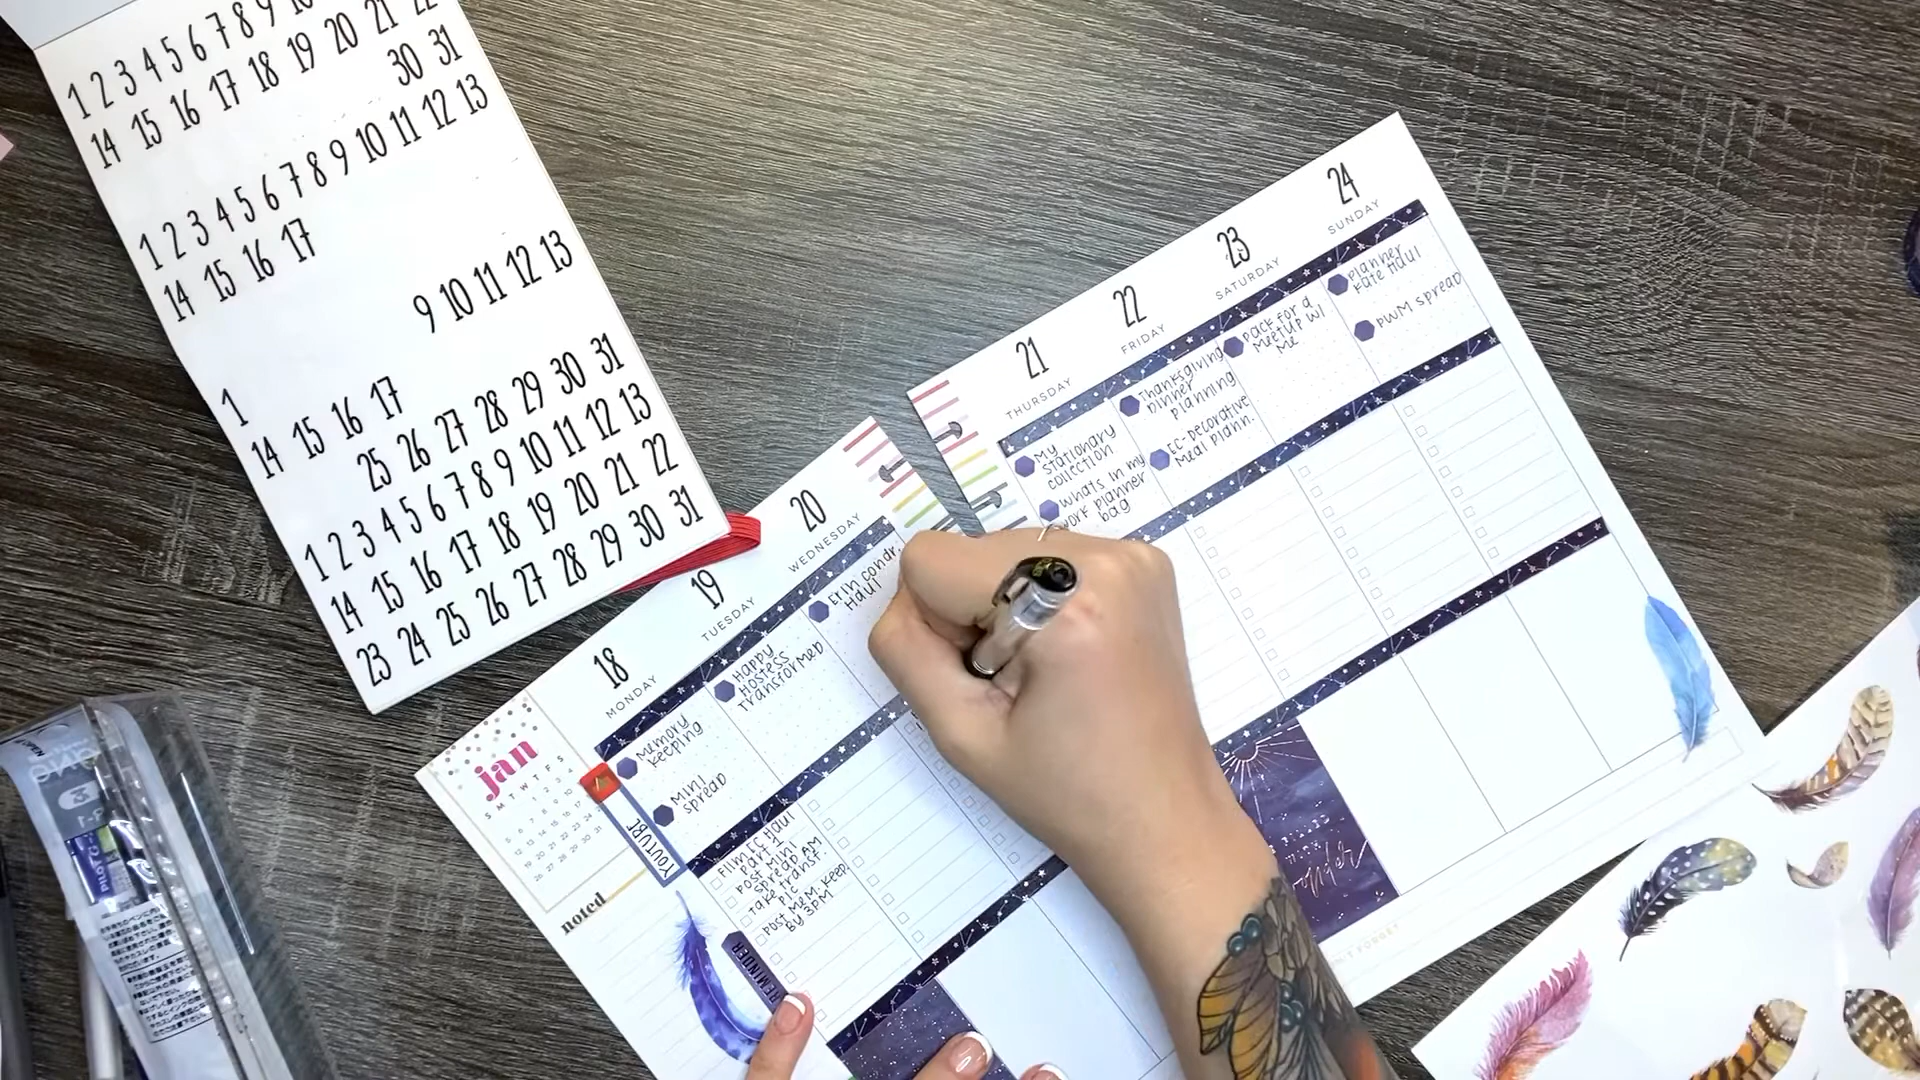 1 2 3 4 5 6 7 8 9
14 15 16 17 18 19 20 21 22
30 31
1 2 3 4 5 6 7 8 9 10 11 12 13
14 15 16 17
9 10 11 12 13
1
14 15 16 17
25 26 27 28 29 30 31
1 2 3 4 5 6 7 8 9 10 11 12 13
14 15 16 17 18 19 20 21 22
23 24 25 26 27 28 29 30 31
jan
S M T W T F S
noted
YOUTUBE
REMINDER
18
MONDAY
Memory
keeping
Mini
spread
Film EC Haul
Part 1
Post Mini
spread AM
Take transf.
pic
Post Mem. Keep.
By 3PM
19
TUESDAY
Happy
Hostess
Transformed
20
WEDNESDAY
Erin Condr.
Haul
21
THURSDAY
My
stationary
collection
whats in my
work planner
bag
22
FRIDAY
Thanksgiving
Dinner
planning
EC-Decorative
Meal Plann.
23
SATURDAY
Pack for a
Meetup w/
Me
24
SUNDAY
Planner
Kate Haul
PWM spread
PILOT